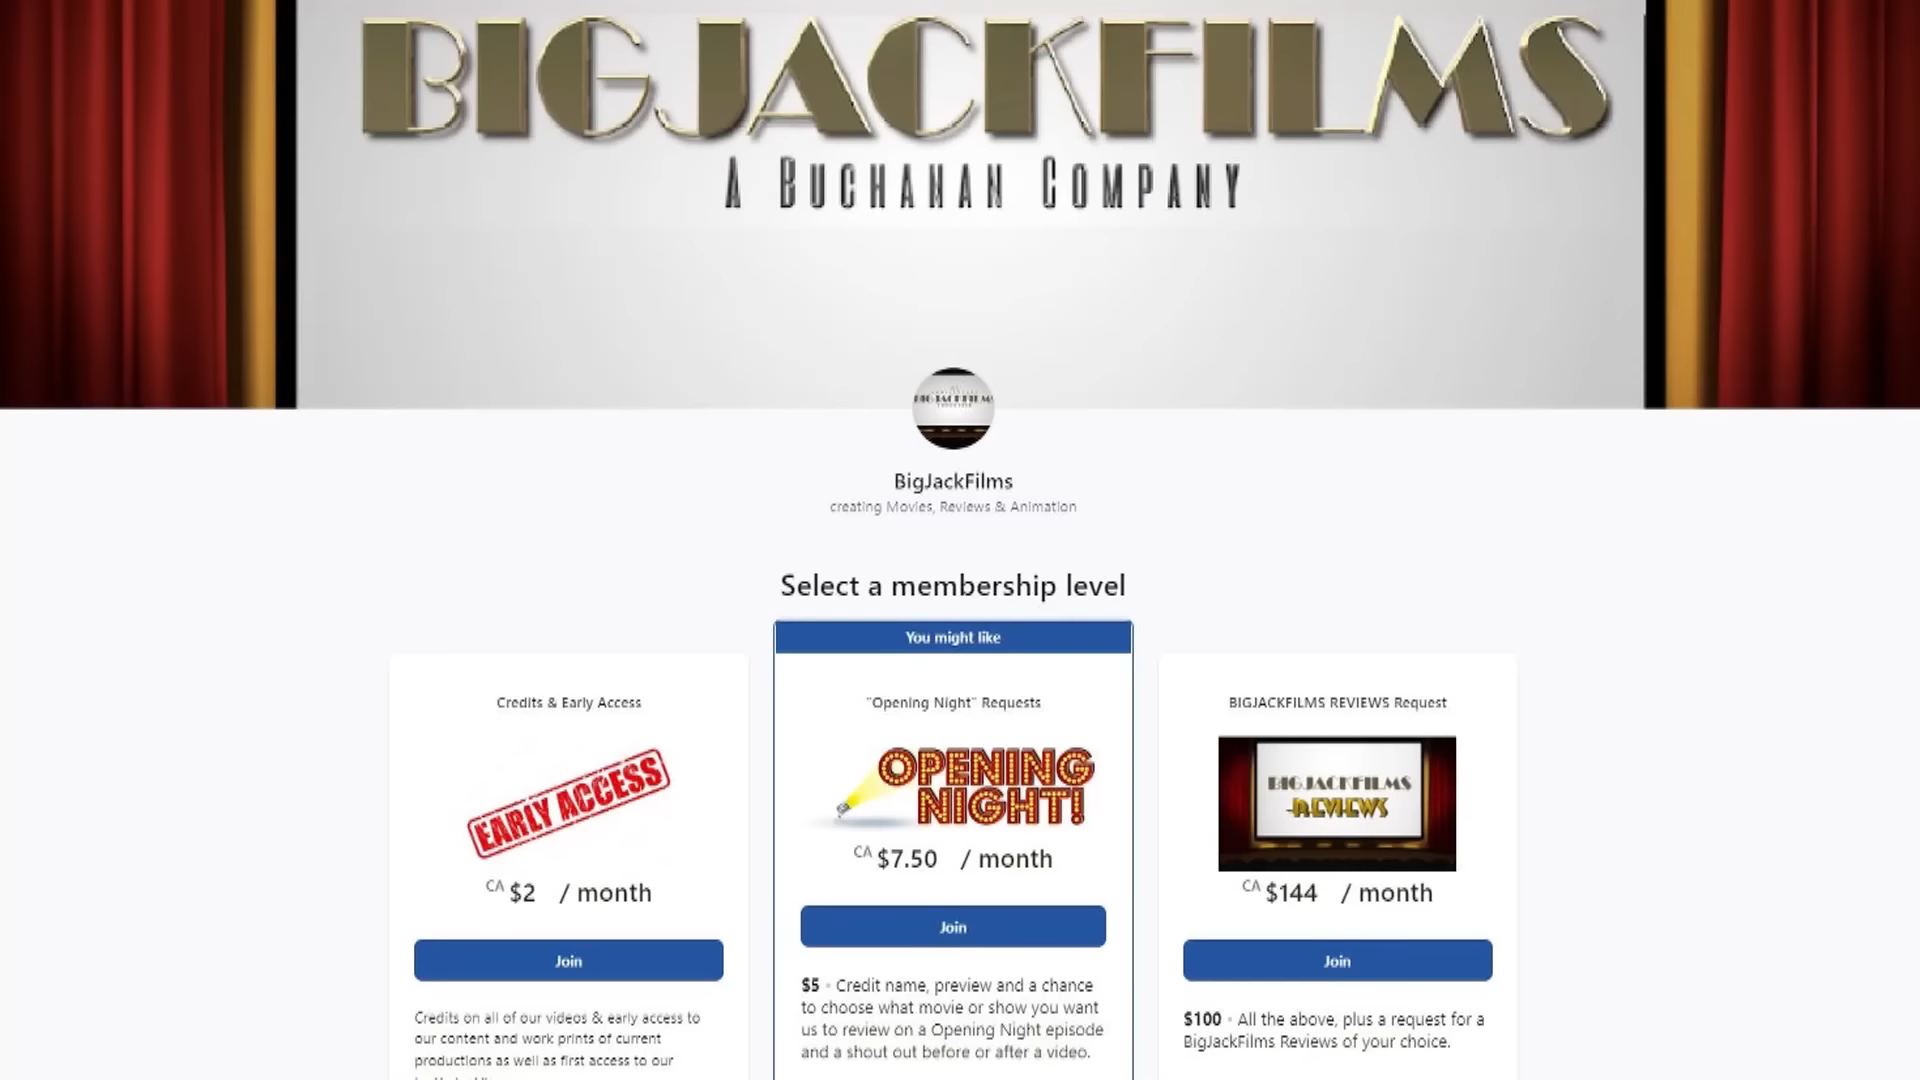 BIGJACKFILMS
A BUCHANAN COMPANY
BIGJACKFILMS
BigJackFilms
creating Movies, Reviews & Animation
Select a membership level
You might like
Credits & Early Access
EARLY ACCESS
CA $2 / month
Join
Credits on all of our videos & early access to
our content and work prints of current
productions as well as first access to our
"Opening Night" Requests
OPENING
NIGHT!
CA $7.50 / month
Join
$5 - Credit name, preview and a chance
to choose what movie or show you want
us to review on a Opening Night episode
and a shout out before or after a video.
BIGJACKFILMS REVIEWS Request
BIGJACKFILMS
REVIEWS
CA $144 / month
Join
$100 - All the above, plus a request for a
BigJackFilms Reviews of your choice.